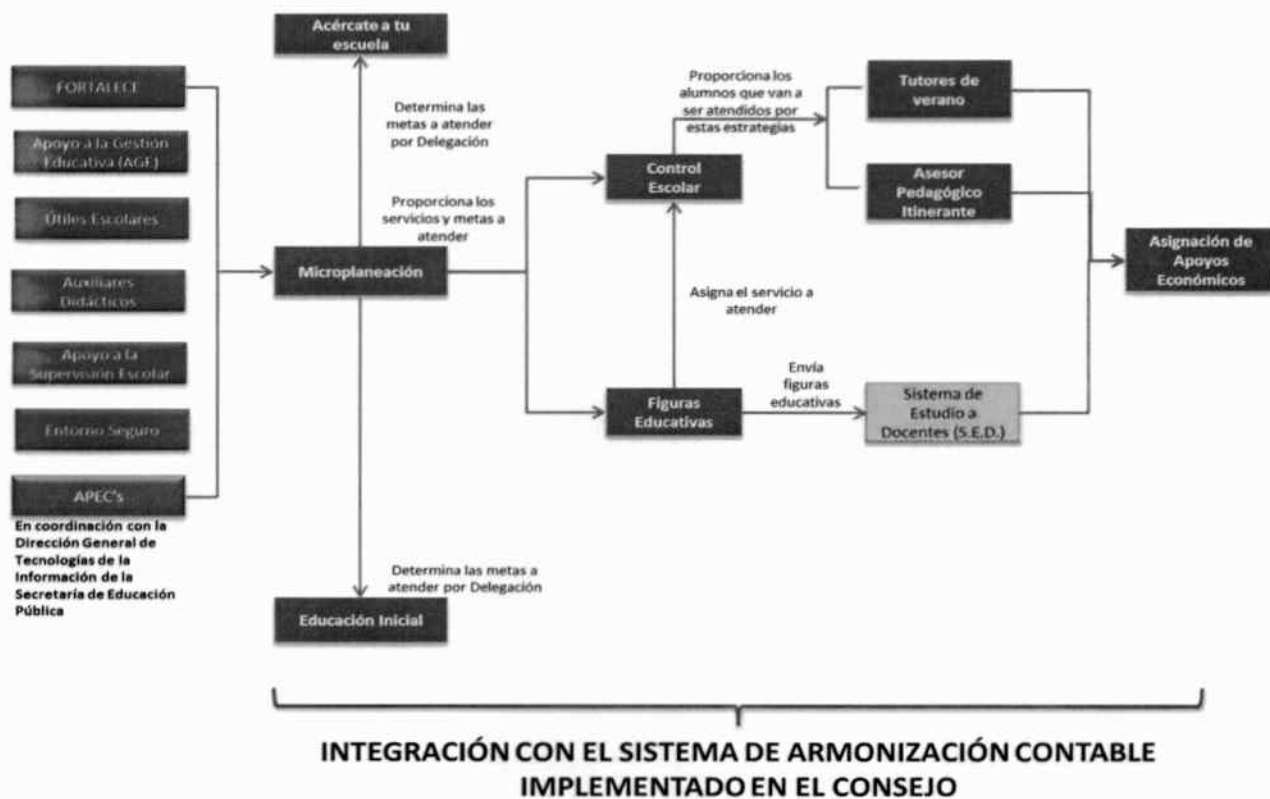 Acércate a tu
escuela
FORTALECE
Apoyo a la Gestión
Educativa (AGE)
Útiles Escolares
Auxiliares
Didácticos
Apoyo a la
Supervisión Escolar
Entorno Seguro
APEC's
En coordinación con la
Dirección General de
Tecnologías de la
Información de la
Secretaría de Educación
Pública
Determina las
metas a atender
por Delegación
Proporciona los
servicios y metas a
atender
Microplaneación
Determina las metas a
atender por Delegación
Educación Inicial
Proporciona los
alumnos que van a
ser atendidos por
estas estrategias
Control
Escolar
Asigna el servicio a
atender
Figuras
Educativas
Envía
figuras
educativas
Tutores de
verano
Asesor
Pedagógico
Itinerante
Sistema de
Estudio a
Docentes (S.E.D.)
Asignación de
Apoyos
Económicos
INTEGRACIÓN CON EL SISTEMA DE ARMONIZACIÓN CONTABLE
IMPLEMENTADO EN EL CONSEJO